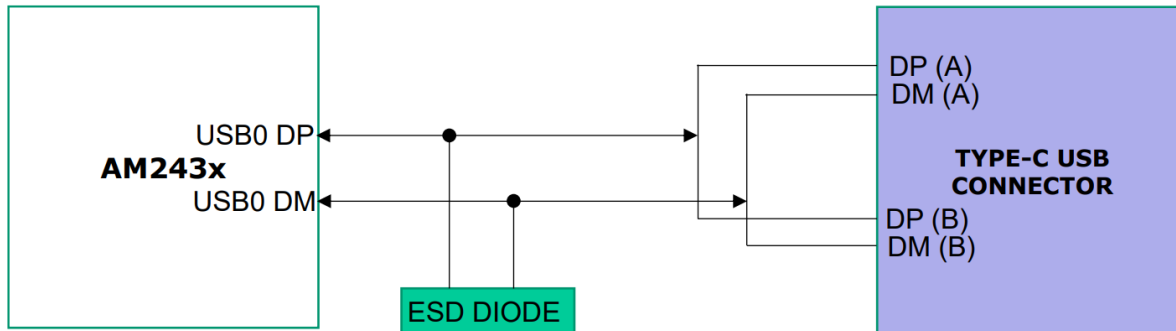 USB0 DP
AM243x
USB0 DM
ESD DIODE
DP (A)
DM (A)
TYPE-C USB
CONNECTOR
DP (B)
DM (B)